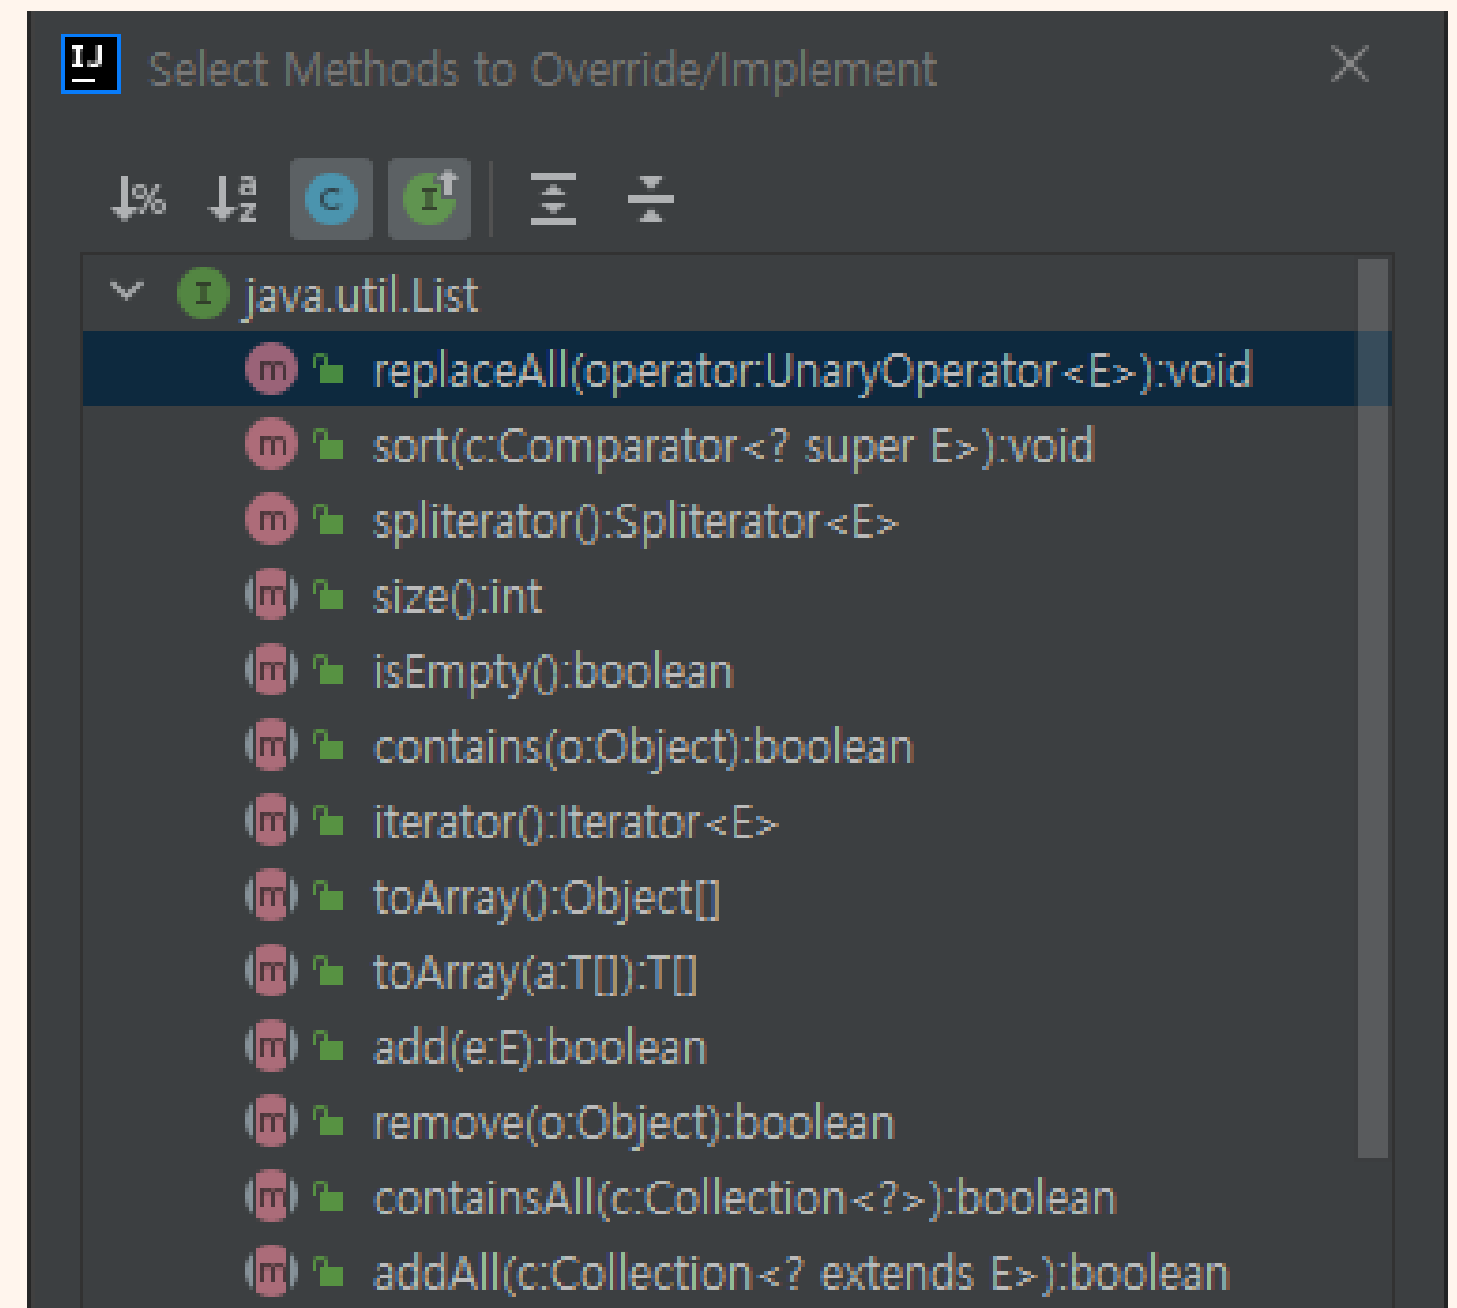 IJ
Select Methods to Override/Implement
% a z C I
I java.util.List
m replaceAll(operator:UnaryOperator<E>):void
m sort(c:Comparator<? super E>):void
m spliterator():Spliterator<E>
m size():int
m isEmpty():boolean
m contains(o:Object):boolean
m iterator():Iterator<E>
m toArray():Object[]
m toArray(a:T[]):T[]
m add(e:E):boolean
m remove(o:Object):boolean
m containsAll(c:Collection<?>):boolean
m addAll(c:Collection<? extends E>):boolean